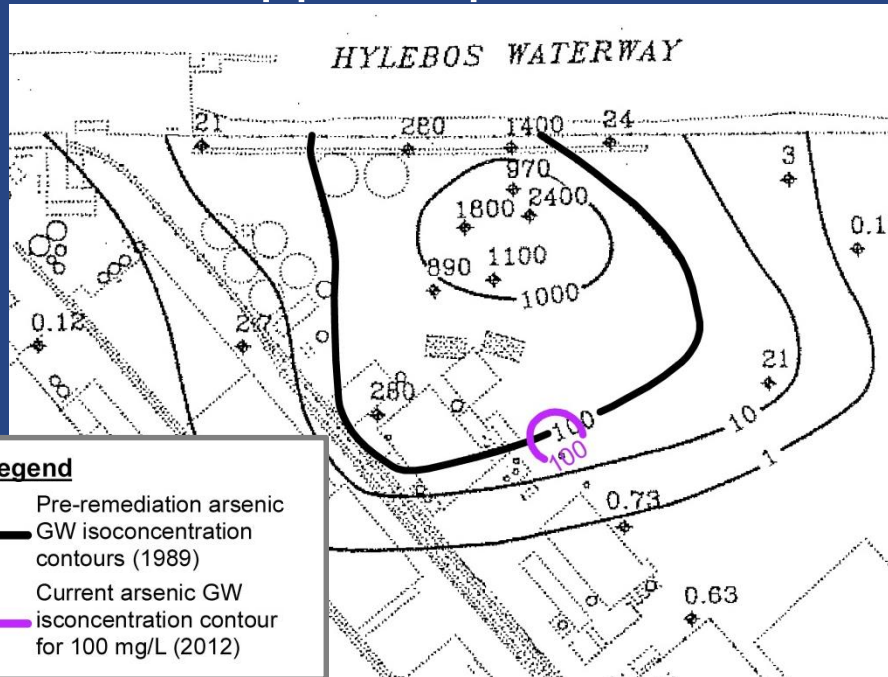 HYLEBOS WATERWAY
21
280
1400
24
970
3
1800
2400
0.1
890
1100
1000
0.12
2.7
21
280
100
10
100
1
0.73
0.63
Legend
Pre-remediation arsenic
GW isoconcentration
contours (1989)
Current arsenic GW
isconcentration contour
for 100 mg/L (2012)